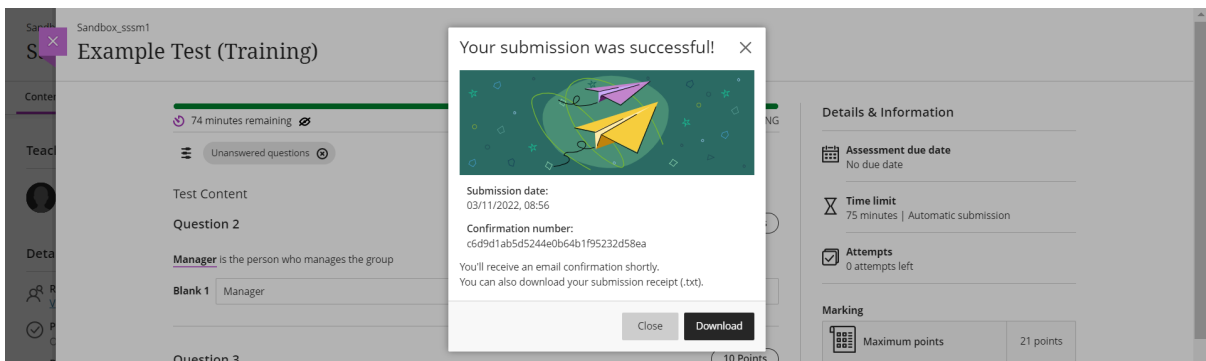 Sandbox_sssm1
Example Test (Training)
74 minutes remaining
Unanswered questions
Test Content
Question 2
Manager is the person who manages the group
Blank 1 Manager
Question 3
10 Points
Your submission was successful!
Submission date:
03/11/2022, 08:56
Confirmation number:
c6d9d1ab5d5244e0b64b1f95232d58ea
You'll receive an email confirmation shortly.
You can also download your submission receipt (.txt).
Close Download
Details & Information
Assessment due date
No due date
Time limit
75 minutes | Automatic submission
Attempts
0 attempts left
Marking
Maximum points 21 points